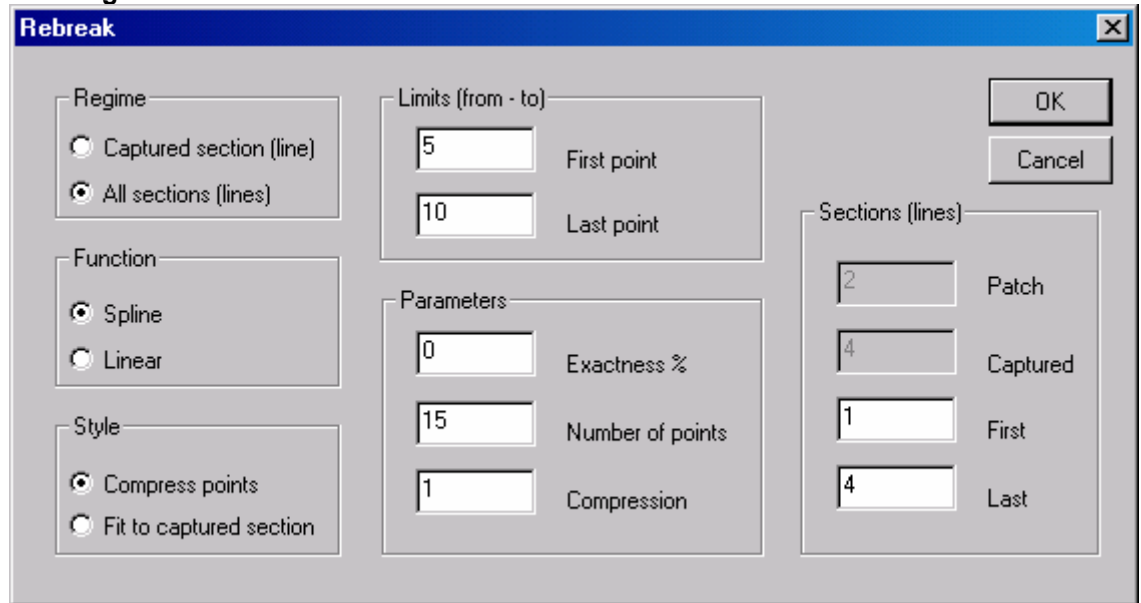 Rebreak
Regime
Captured section (line)
All sections (lines)
Function
Spline
Linear
Style
Compress points
Fit to captured section
Limits (from - to)
5 First point
10 Last point
Parameters
0 Exactness %
15 Number of points
1 Compression
OK
Cancel
Sections (lines)
2 Patch
4 Captured
1 First
4 Last